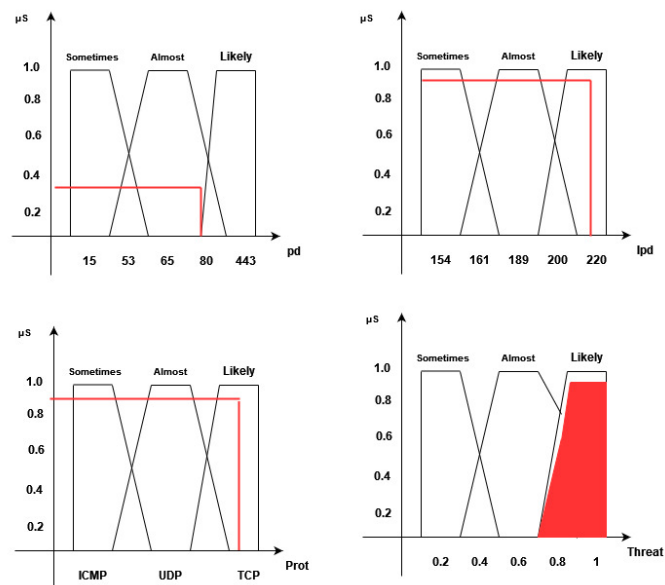 µS
Sometimes Almost Likely
1.0
0.8
0.6
0.4
0.2
15 53 65 80 443
pd
µS
Sometimes Almost Likely
1.0
0.8
0.6
0.4
0.2
154 161 189 200 220
Ipd
µS
Sometimes Almost Likely
1.0
0.8
0.6
0.4
0.2
ICMP UDP TCP
Prot
µS
Sometimes Almost Likely
1.0
0.8
0.6
0.4
0.2
0.2 0.4 0.6 0.8 1
Threat